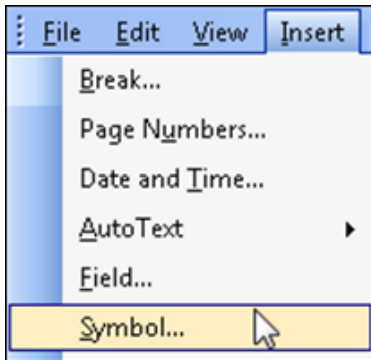 File Edit View Insert
Break...
Page Numbers...
Date and Time...
AutoText
Field...
Symbol...